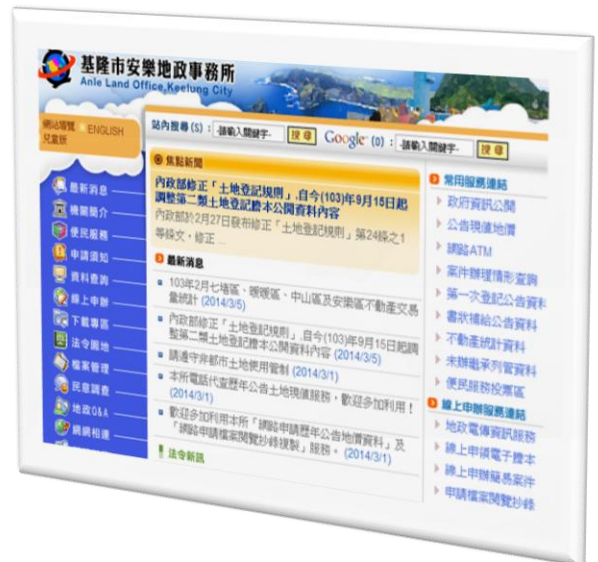 基隆市安樂地政事務所
Anle Land Office,Keelung City
網站導覽 ENGLISH
兒童版
站內搜尋(S)：-請輸入關鍵字- 搜尋 Google (O)：-請輸入關鍵字- 搜尋
最新消息
機關簡介
便民服務
申請須知
資料查詢
線上申辦
下載專區
法令園地
檔案管理
民意調查
地政Q&A
網網相連
焦點新聞
內政部修正「土地登記規則」,自今(103)年9月15日起
調整第二類土地登記謄本公開資料內容
內政部於2月27日發布修正「土地登記規則」第24條之1
等條文，修正...
最新消息
103年2月七堵區、暖暖區、中山區及安樂區不動產交易
量統計 (2014/3/5)
內政部修正「土地登記規則」,自今(103)年9月15日起調
整第二類土地登記謄本公開資料內容 (2014/3/5)
請遵守非都市土地使用管制 (2014/3/1)
本所電話代查歷年公告土地現值服務，歡迎多加利用！
(2014/3/1)
歡迎多加利用本所「網路申請歷年公告地價資料」及
「網路申請檔案閱覽抄錄複製」服務。 (2014/3/1)
法令新訊
常用服務連結
政府資訊公開
公告現值地價
網路ATM
案件辦理情形查詢
第一次登記公告資料
書狀補給公告資料
不動產統計資料
未辦繼承列管資料
便民服務投票區
線上申辦服務連結
地政電傳資訊服務
線上申領電子謄本
線上申辦簡易案件
申請檔案閱覽抄錄